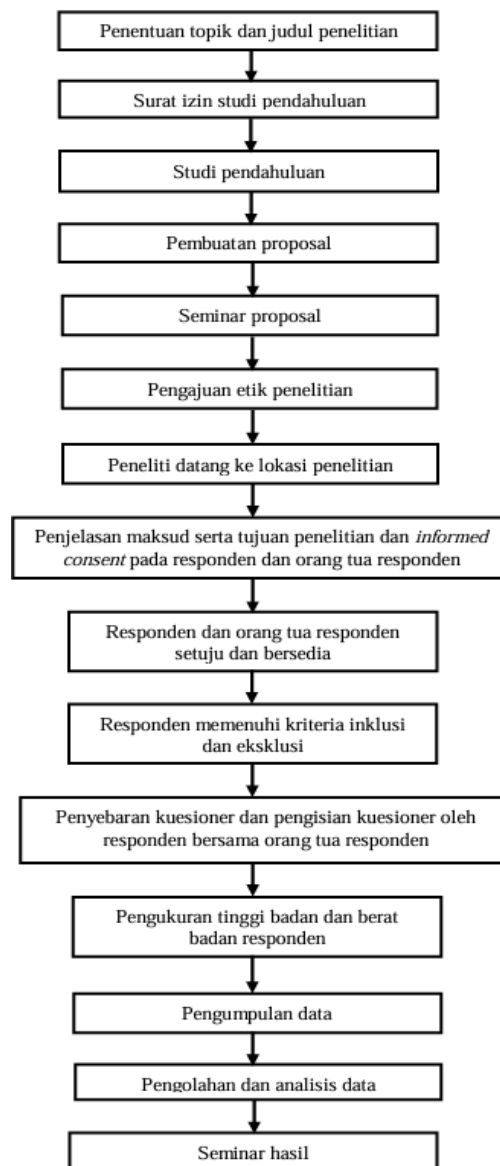 Penentuan topik dan judul penelitian
Surat izin studi pendahuluan
Studi pendahuluan
Pembuatan proposal
Seminar proposal
Pengajuan etik penelitian
Peneliti datang ke lokasi penelitian
Penjelasan maksud serta tujuan penelitian dan informed
consent pada responden dan orang tua responden
Responden dan orang tua responden
setuju dan bersedia
Responden memenuhi kriteria inklusi
dan eksklusi
Penyebaran kuesioner dan pengisian kuesioner oleh
responden bersama orang tua responden
Pengukuran tinggi badan dan berat
badan responden
Pengumpulan data
Pengolahan dan analisis data
Seminar hasil